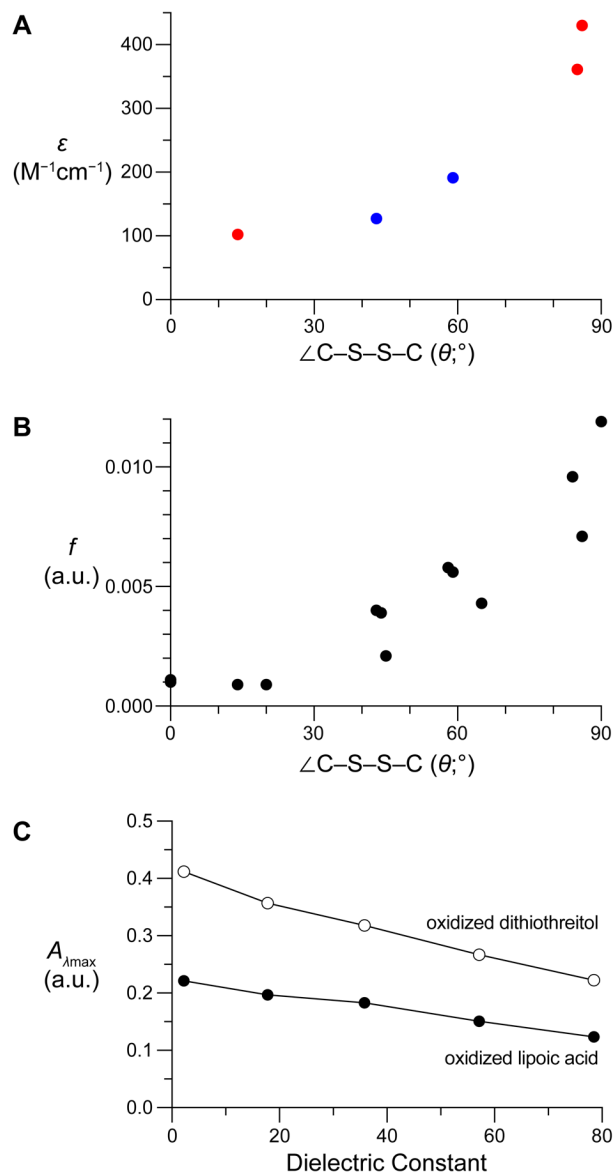 A
400
300
200
100
0
ε
(M⁻¹cm⁻¹)
0 30 60 90
∠C–S–S–C (θ;°)
B
0.010
0.005
0.000
f
(a.u.)
0 30 60 90
∠C–S–S–C (θ;°)
C
0.5
0.4
0.3
0.2
0.1
0.0
Aλmax
(a.u.)
oxidized dithiothreitol
oxidized lipoic acid
0 20 40 60 80
Dielectric Constant